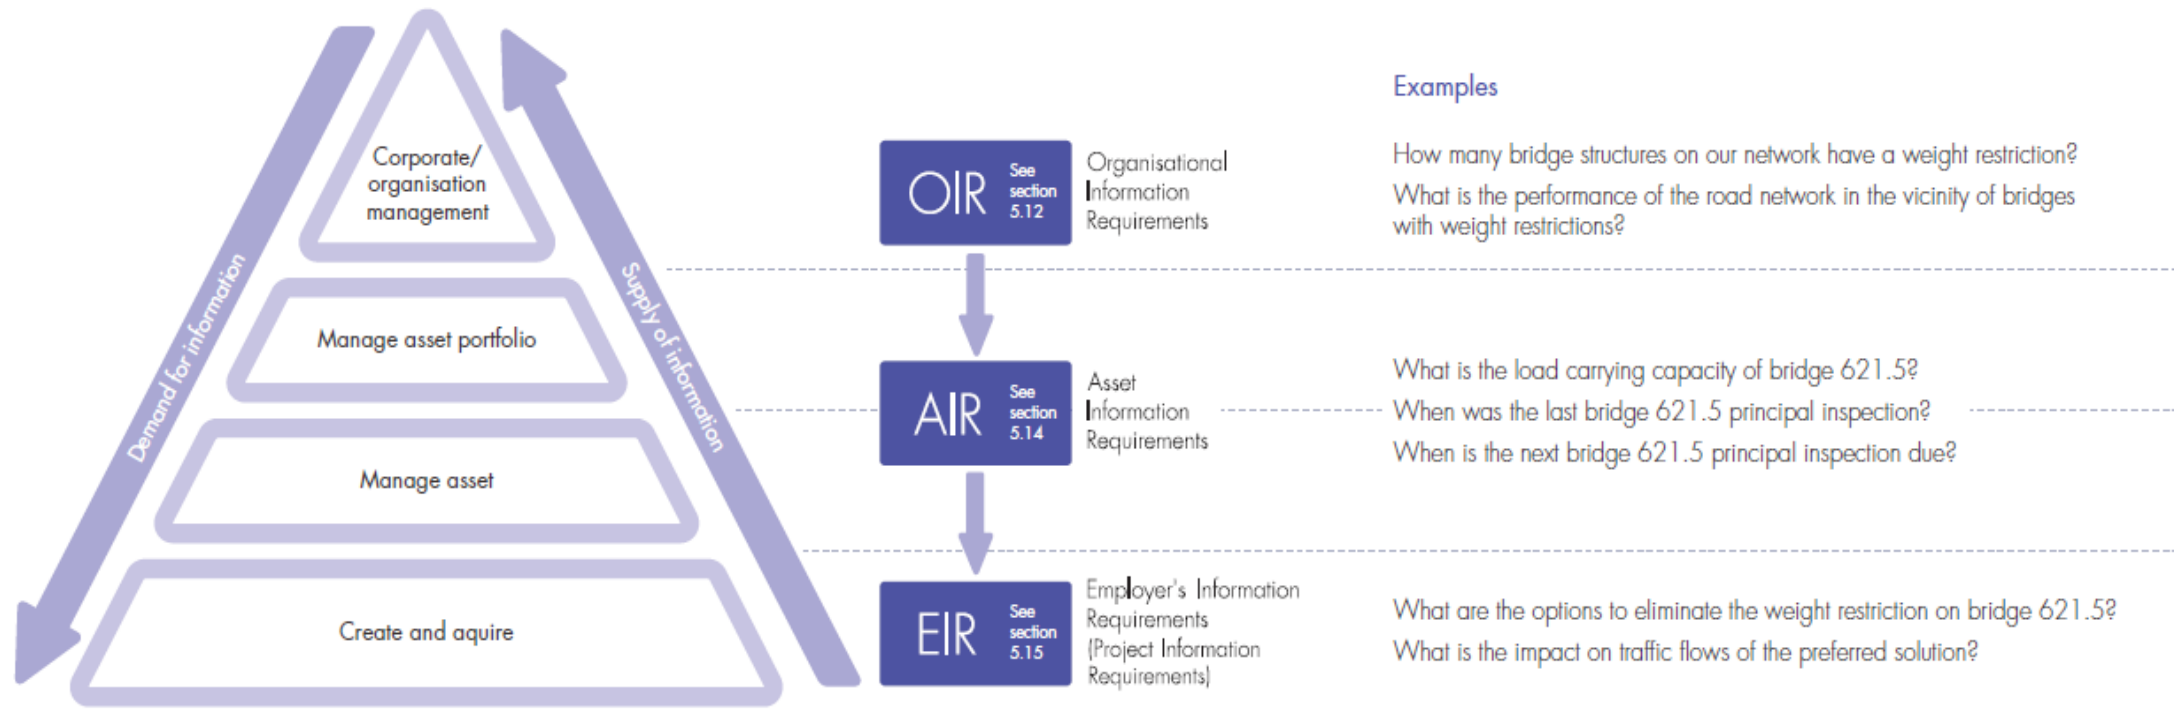 Examples
Corporate/
organisation
management
Demand for information
Supply of information
OIR
See
section
5.12
Organisational
Information
Requirements
How many bridge structures on our network have a weight restriction?
What is the performance of the road network in the vicinity of bridges
with weight restrictions?
Manage asset portfolio
Manage asset
AIR
See
section
5.14
Asset
Information
Requirements
What is the load carrying capacity of bridge 621.5?
When was the last bridge 621.5 principal inspection?
When is the next bridge 621.5 principal inspection due?
Create and aquire
EIR
See
section
5.15
Employer's Information
Requirements
(Project Information
Requirements)
What are the options to eliminate the weight restriction on bridge 621.5?
What is the impact on traffic flows of the preferred solution?